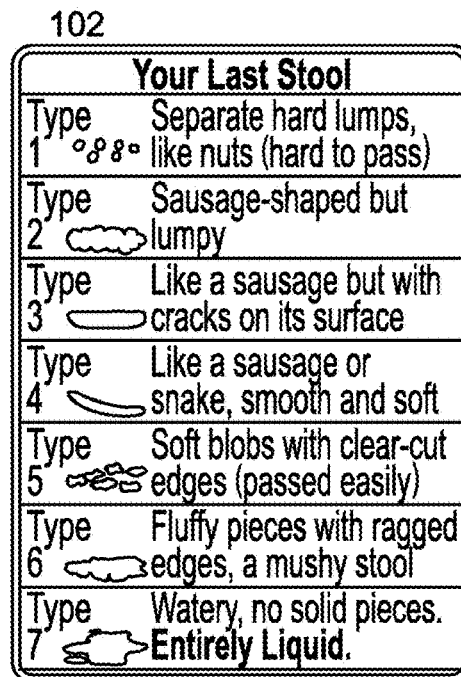 102
Your Last Stool
Type Separate hard lumps,
1 like nuts (hard to pass)
Type Sausage-shaped but
2 lumpy
Type Like a sausage but with
3 cracks on its surface
Type Like a sausage or
4 snake, smooth and soft
Type Soft blobs with clear-cut
5 edges (passed easily)
Type Fluffy pieces with ragged
6 edges, a mushy stool
Type Watery, no solid pieces.
7 Entirely Liquid.